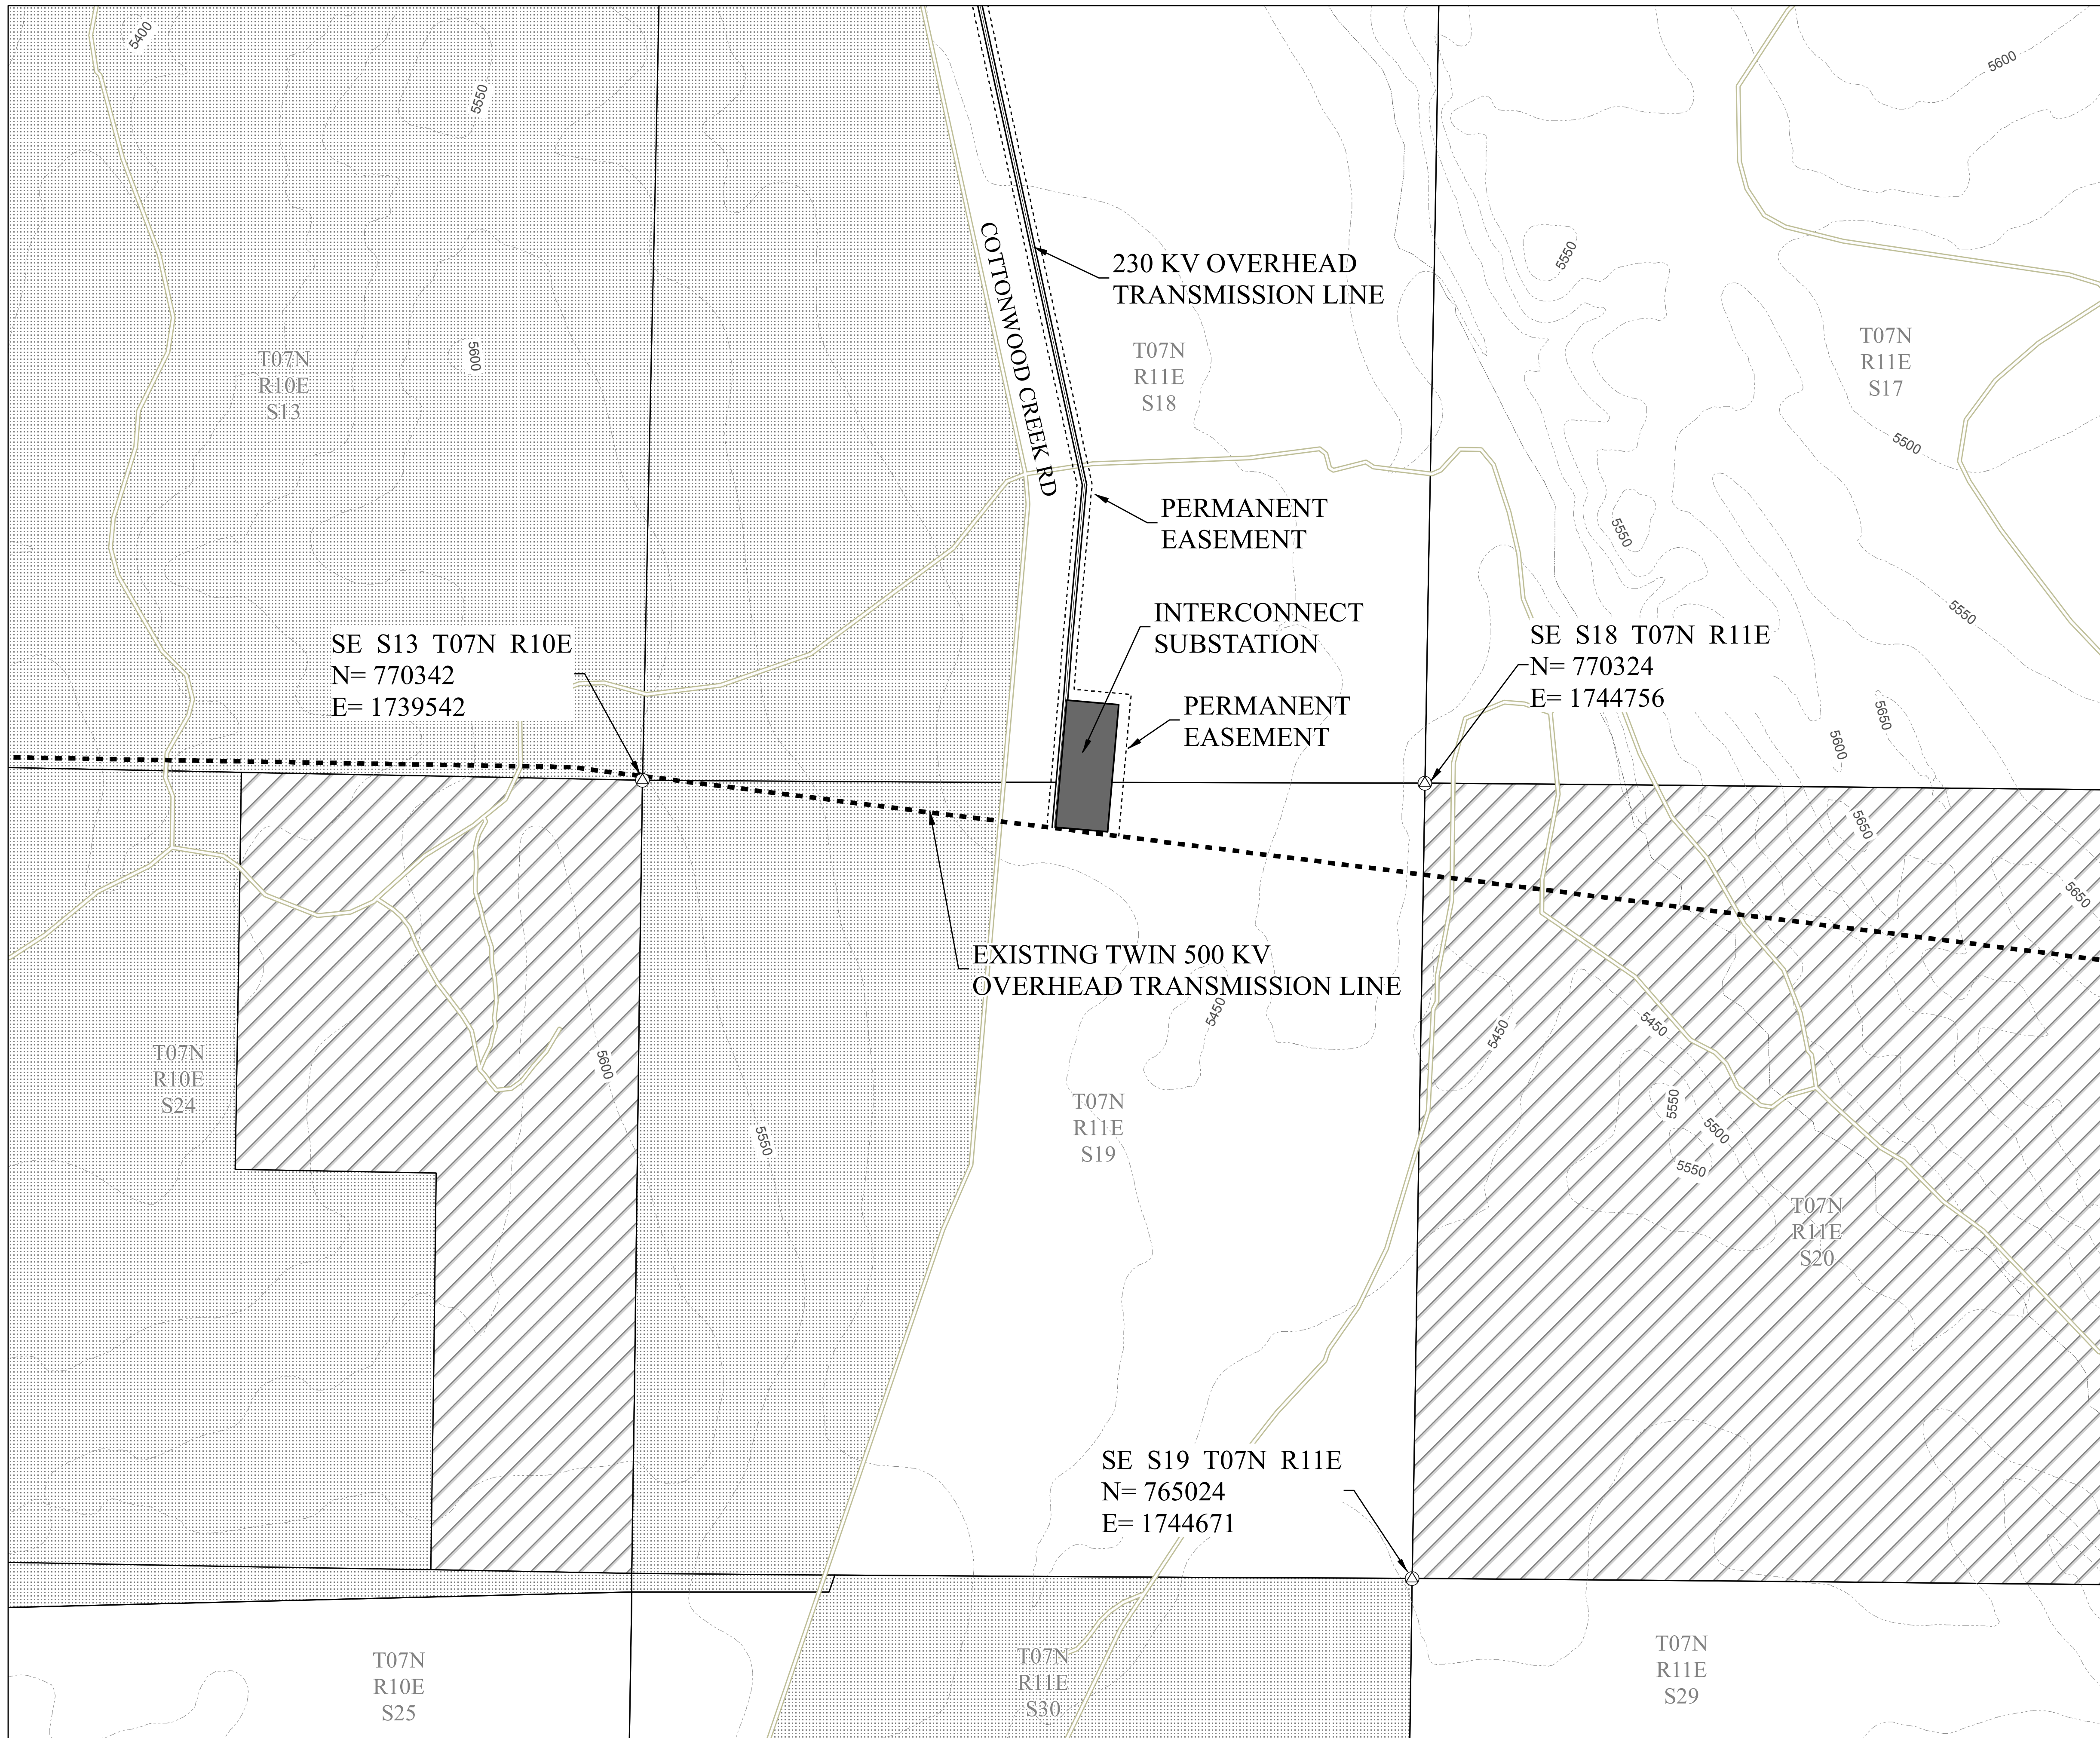 5400
5550
5600
COTTONWOOD CREEK RD
230 KV OVERHEAD
TRANSMISSION LINE
5550
5600
T07N
R10E
S13
T07N
R11E
S18
T07N
R11E
S17
5500
PERMANENT
EASEMENT
5550
INTERCONNECT
SUBSTATION
5550
SE S13 T07N R10E
N= 770342
E= 1739542
SE S18 T07N R11E
N= 770324
E= 1744756
PERMANENT
EASEMENT
5650
5600
5650
5650
EXISTING TWIN 500 KV
OVERHEAD TRANSMISSION LINE
5450
5450
5450
T07N
R10E
S24
5600
5550
T07N
R11E
S19
5550
5500
5550
T07N
R11E
S20
SE S19 T07N R11E
N= 765024
E= 1744671
T07N
R10E
S25
T07N
R11E
S30
T07N
R11E
S29